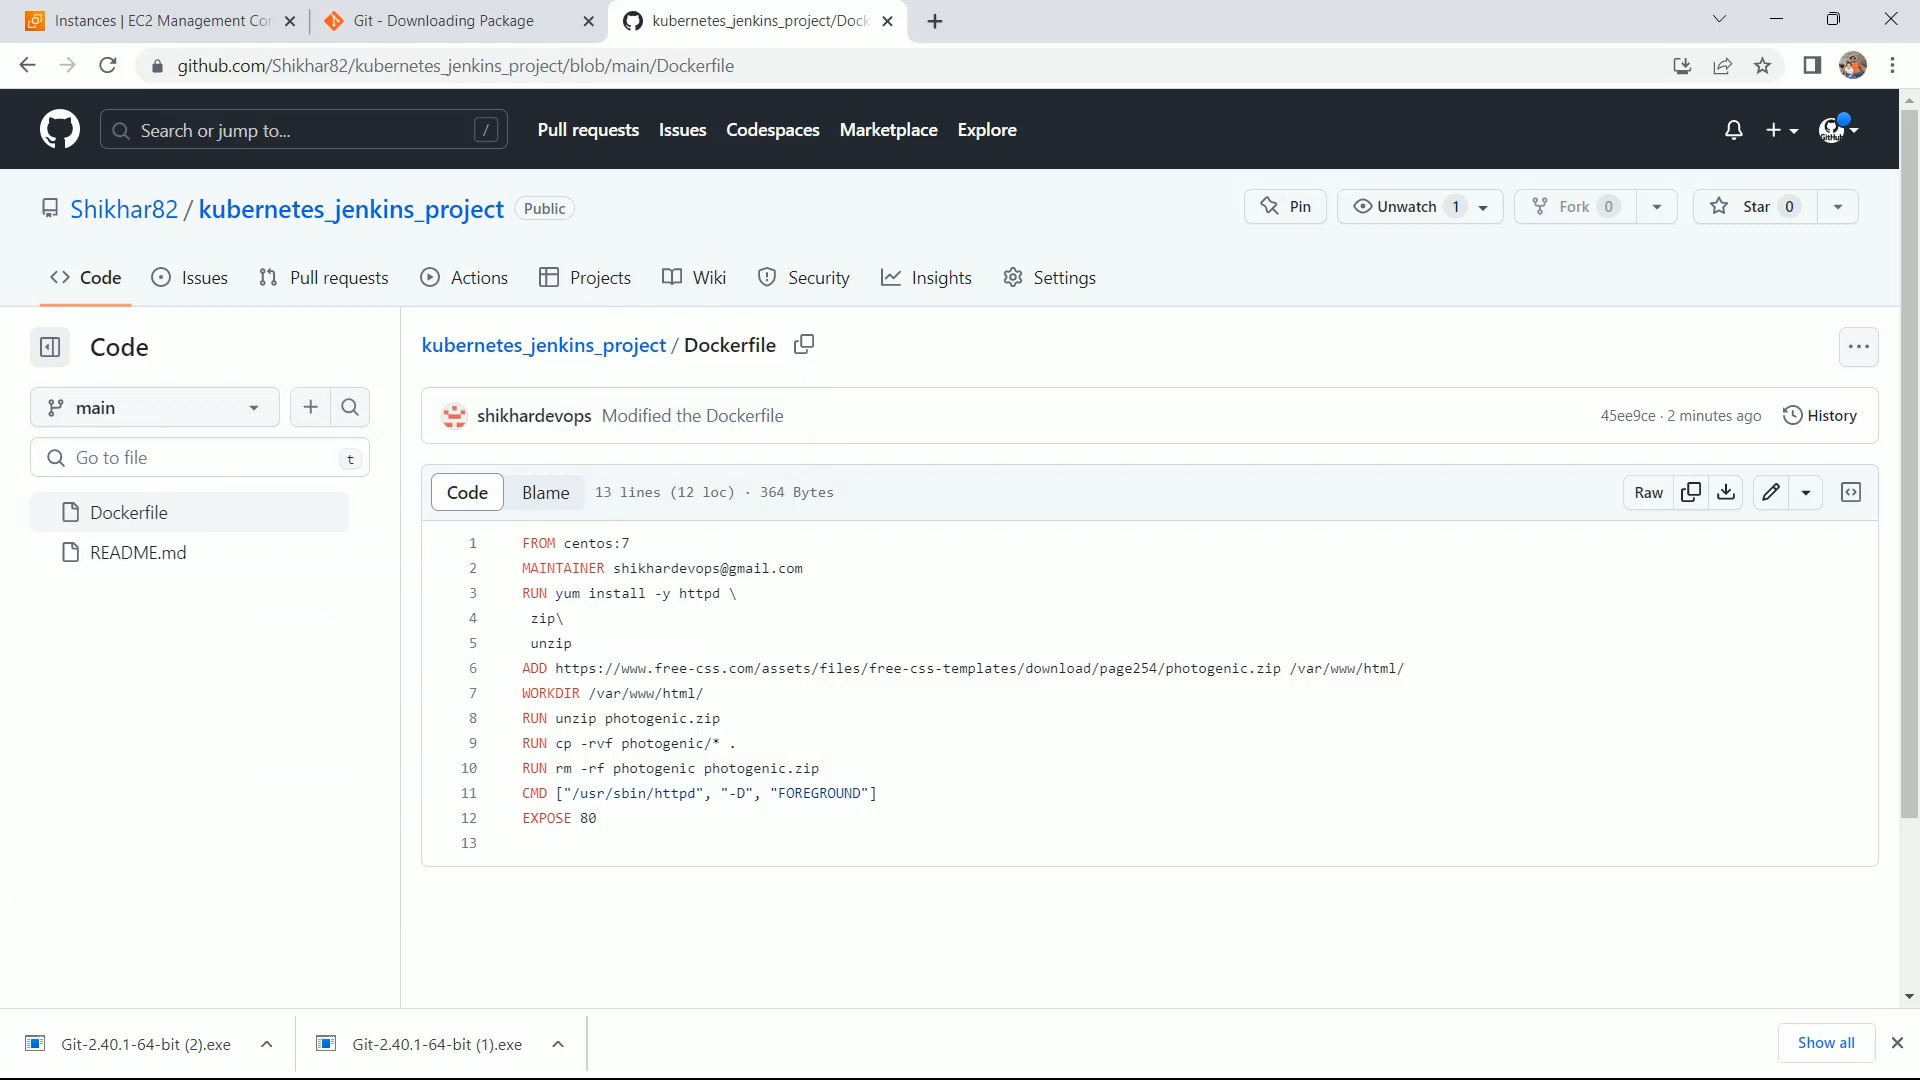 Instances | EC2 Management Co
Git - Downloading Package
kubernetes_jenkins_project/Dock
github.com/Shikhar82/kubernetes_jenkins_project/blob/main/Dockerfile
Search or jump to... /
Pull requests Issues Codespaces Marketplace Explore
Shikhar82 / kubernetes_jenkins_project Public
Pin Unwatch 1 Fork 0 Star 0
Code Issues Pull requests Actions Projects Wiki Security Insights Settings
Code
main
Go to file t
Dockerfile
README.md
kubernetes_jenkins_project / Dockerfile
shikhardevops Modified the Dockerfile 45ee9ce · 2 minutes ago History
Code Blame 13 lines (12 loc) · 364 Bytes Raw
1 FROM centos:7
2 MAINTAINER shikhardevops@gmail.com
3 RUN yum install -y httpd \
4 zip\
5 unzip
6 ADD https://www.free-css.com/assets/files/free-css-templates/download/page254/photogenic.zip /var/www/html/
7 WORKDIR /var/www/html/
8 RUN unzip photogenic.zip
9 RUN cp -rvf photogenic/* .
10 RUN rm -rf photogenic photogenic.zip
11 CMD ["/usr/sbin/httpd", "-D", "FOREGROUND"]
12 EXPOSE 80
13
Git-2.40.1-64-bit (2).exe
Git-2.40.1-64-bit (1).exe
Show all